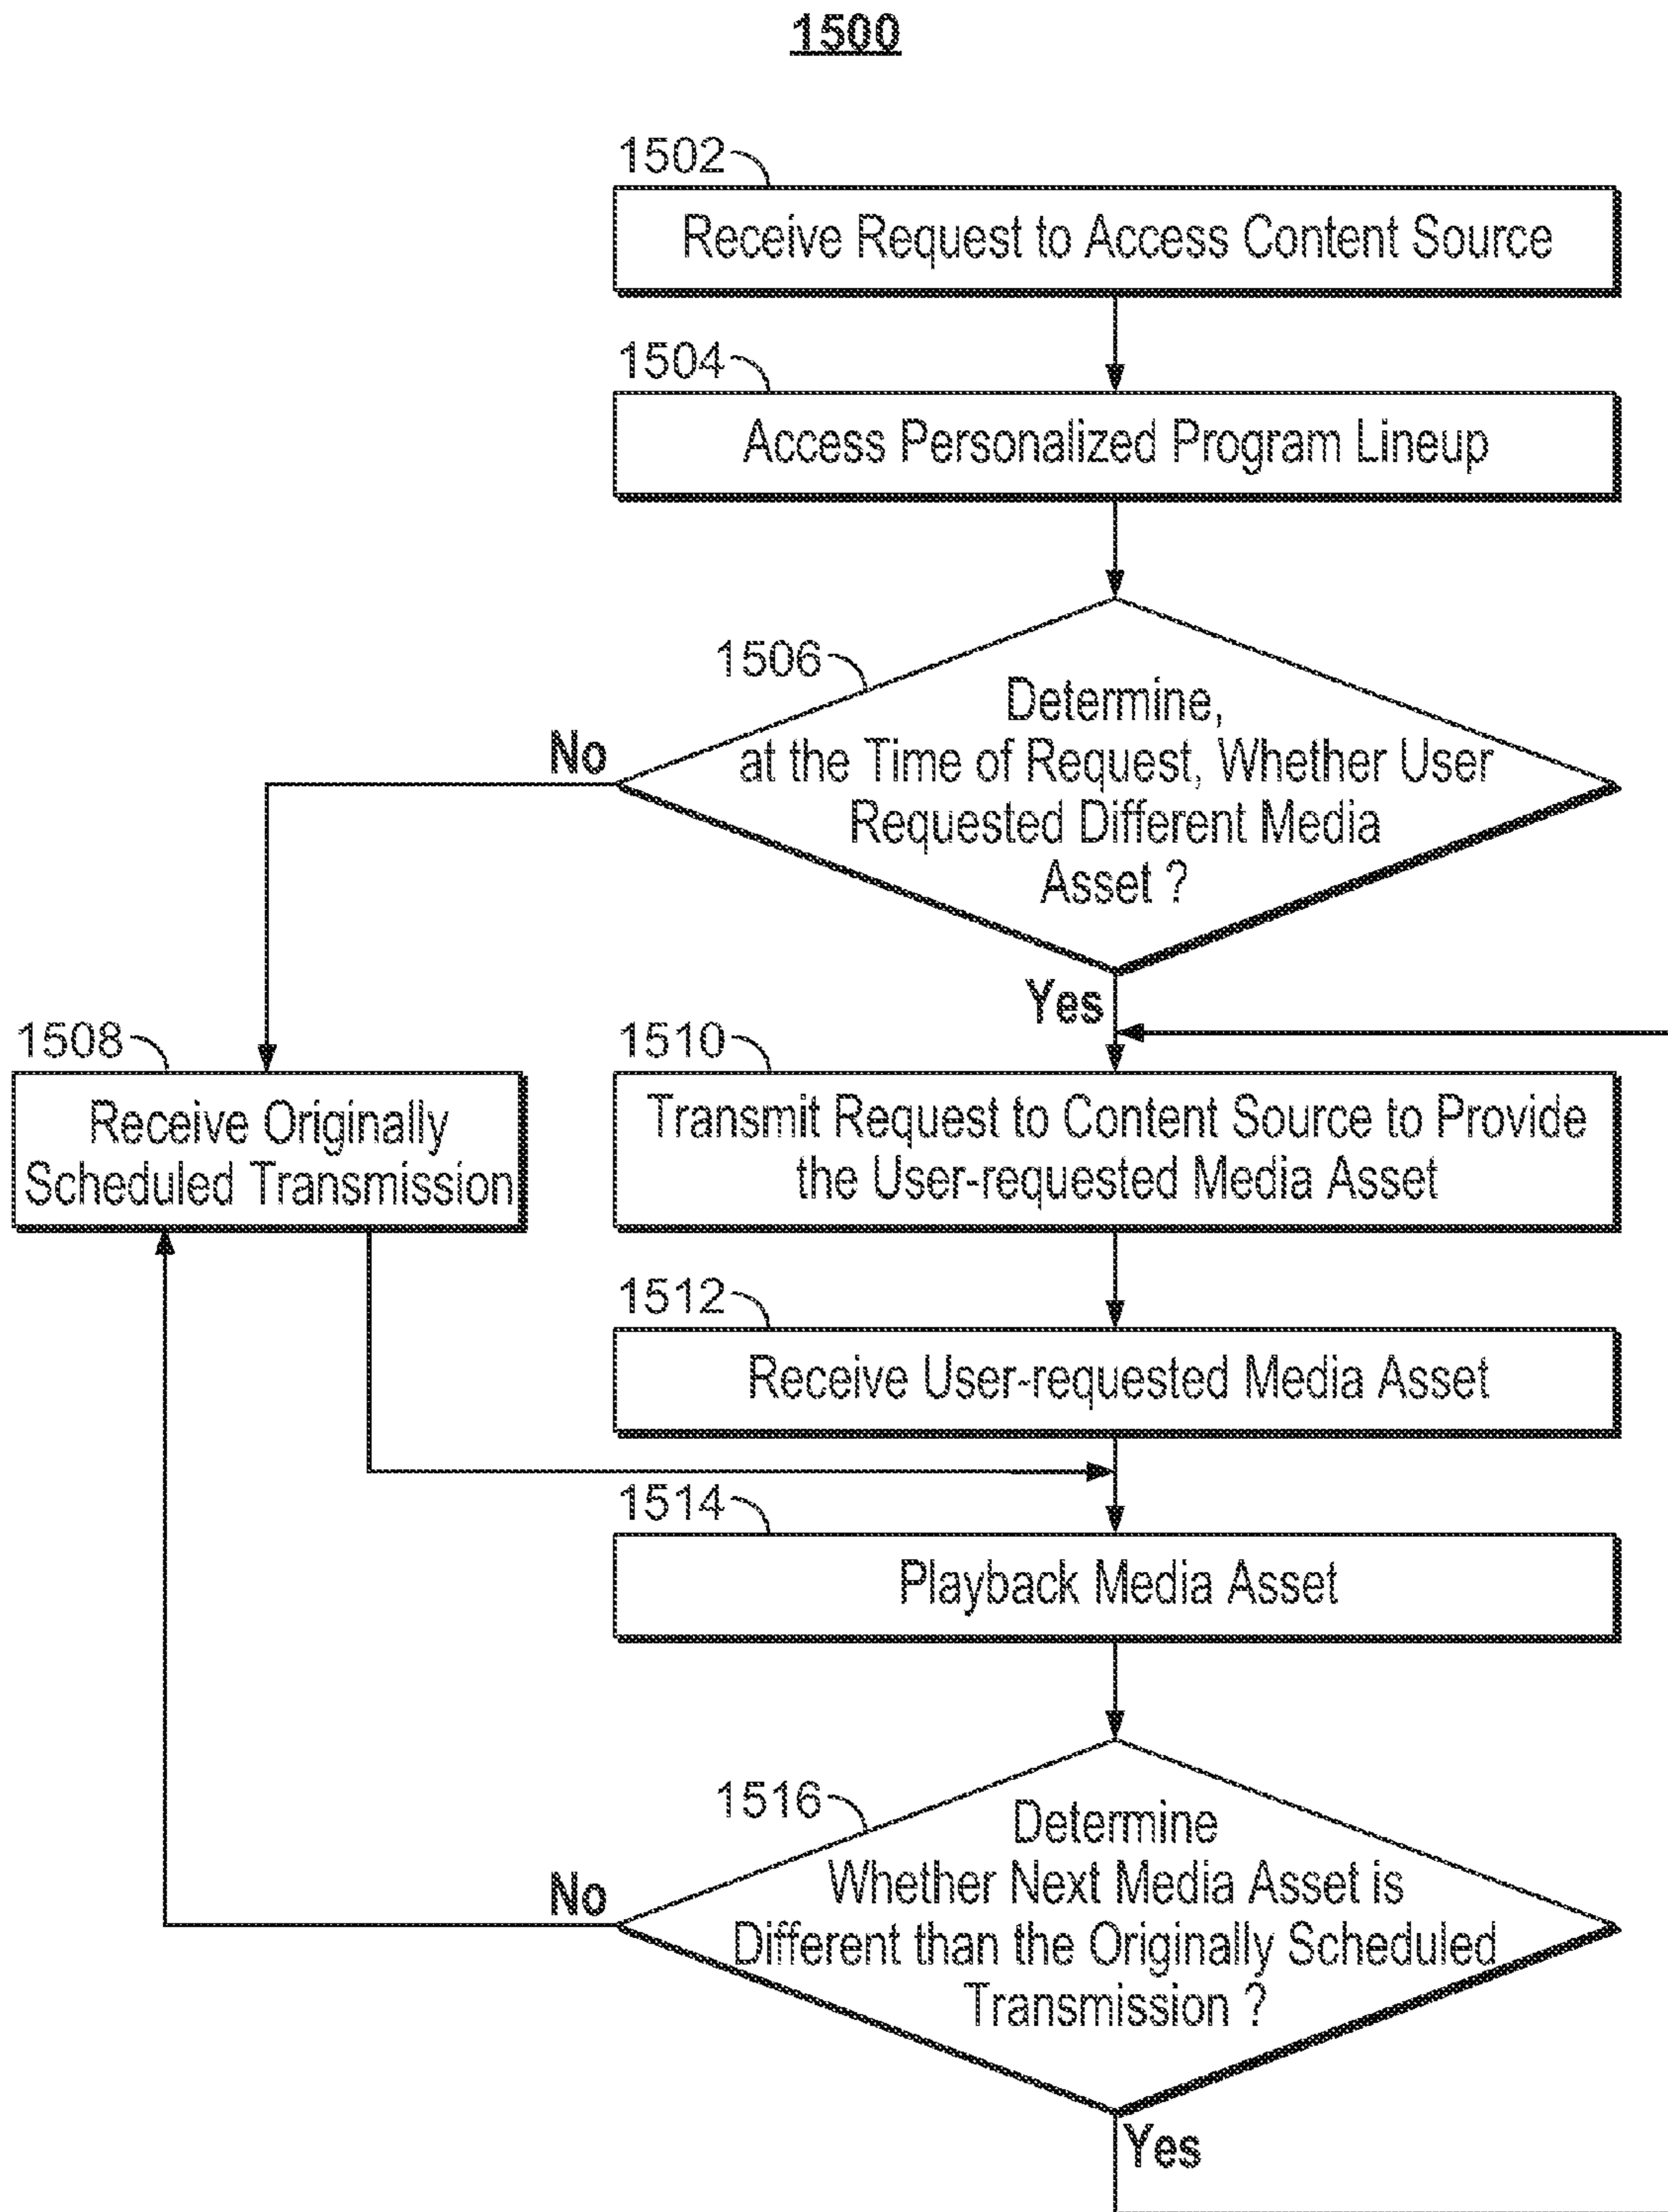 1500
1502
Receive Request to Access Content Source
1504
Access Personalized Program Lineup
1506
Determine,
at the Time of Request, Whether User
Requested Different Media
Asset ?
No
Yes
1508
Receive Originally
Scheduled Transmission
1510
Transmit Request to Content Source to Provide
the User-requested Media Asset
1512
Receive User-requested Media Asset
1514
Playback Media Asset
1516
Determine
Whether Next Media Asset is
Different than the Originally Scheduled
Transmission ?
No
Yes